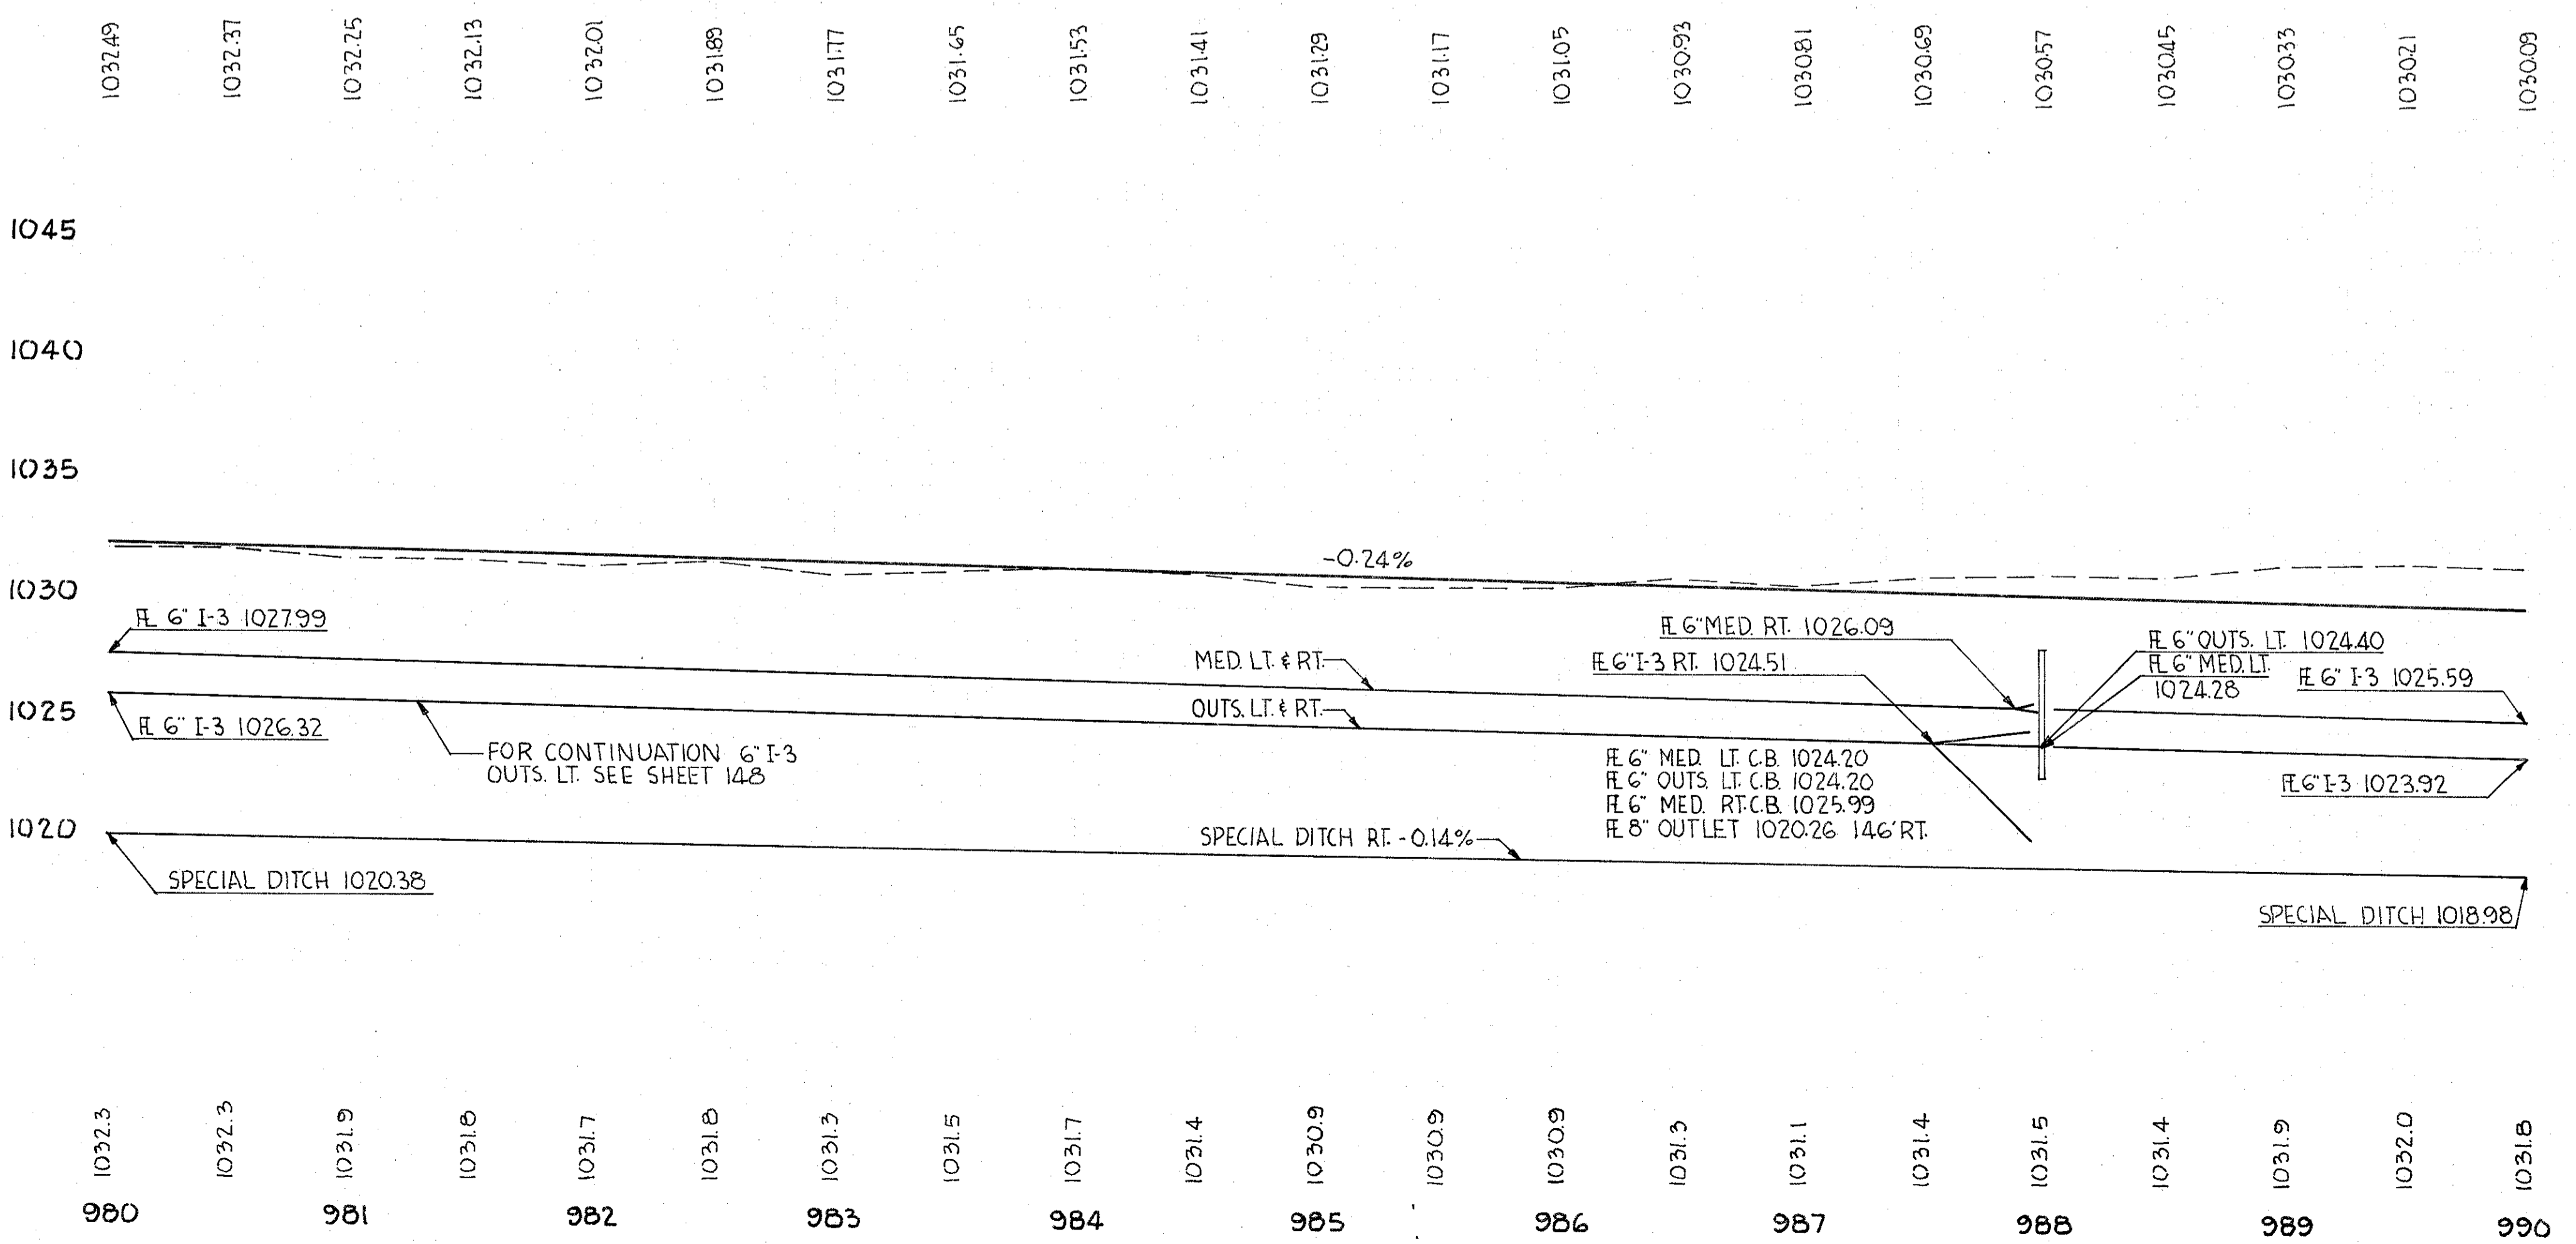 1032.49 1032.37 1032.25 1032.13 1032.01 1031.89 1031.77 1031.65 1031.53 1031.41 1031.29 1031.17 1031.05 1030.93 1030.81 1030.69 1030.57 1030.45 1030.33 1030.21 1030.09
1045
1040
1035
1030
1025
1020
-0.24%
FL 6" I-3 1027.99
FL 6" I-3 1026.32
FOR CONTINUATION 6" I-3
OUTS. LT. SEE SHEET 148
MED. LT. & RT.
OUTS. LT. & RT.
FL 6" MED. RT. 1026.09
FL 6" I-3 RT. 1024.51
FL 6" OUTS. LT. 1024.40
FL 6" MED. LT.
1024.28
FL 6" I-3 1025.59
FL 6" MED. LT. C.B. 1024.20
FL 6" OUTS. LT. C.B. 1024.20
FL 6" MED. RT. C.B. 1025.99
FL 8" OUTLET 1020.26 146' RT.
FL 6" I-3 1023.92
SPECIAL DITCH RT. -0.14%
SPECIAL DITCH 1020.38
SPECIAL DITCH 1018.98
1032.3 1032.3 1031.9 1031.8 1031.7 1031.8 1031.3 1031.5 1031.7 1031.4 1030.9 1030.9 1030.9 1031.3 1031.1 1031.4 1031.5 1031.4 1031.9 1032.0 1031.8
980 981 982 983 984 985 986 987 988 989 990